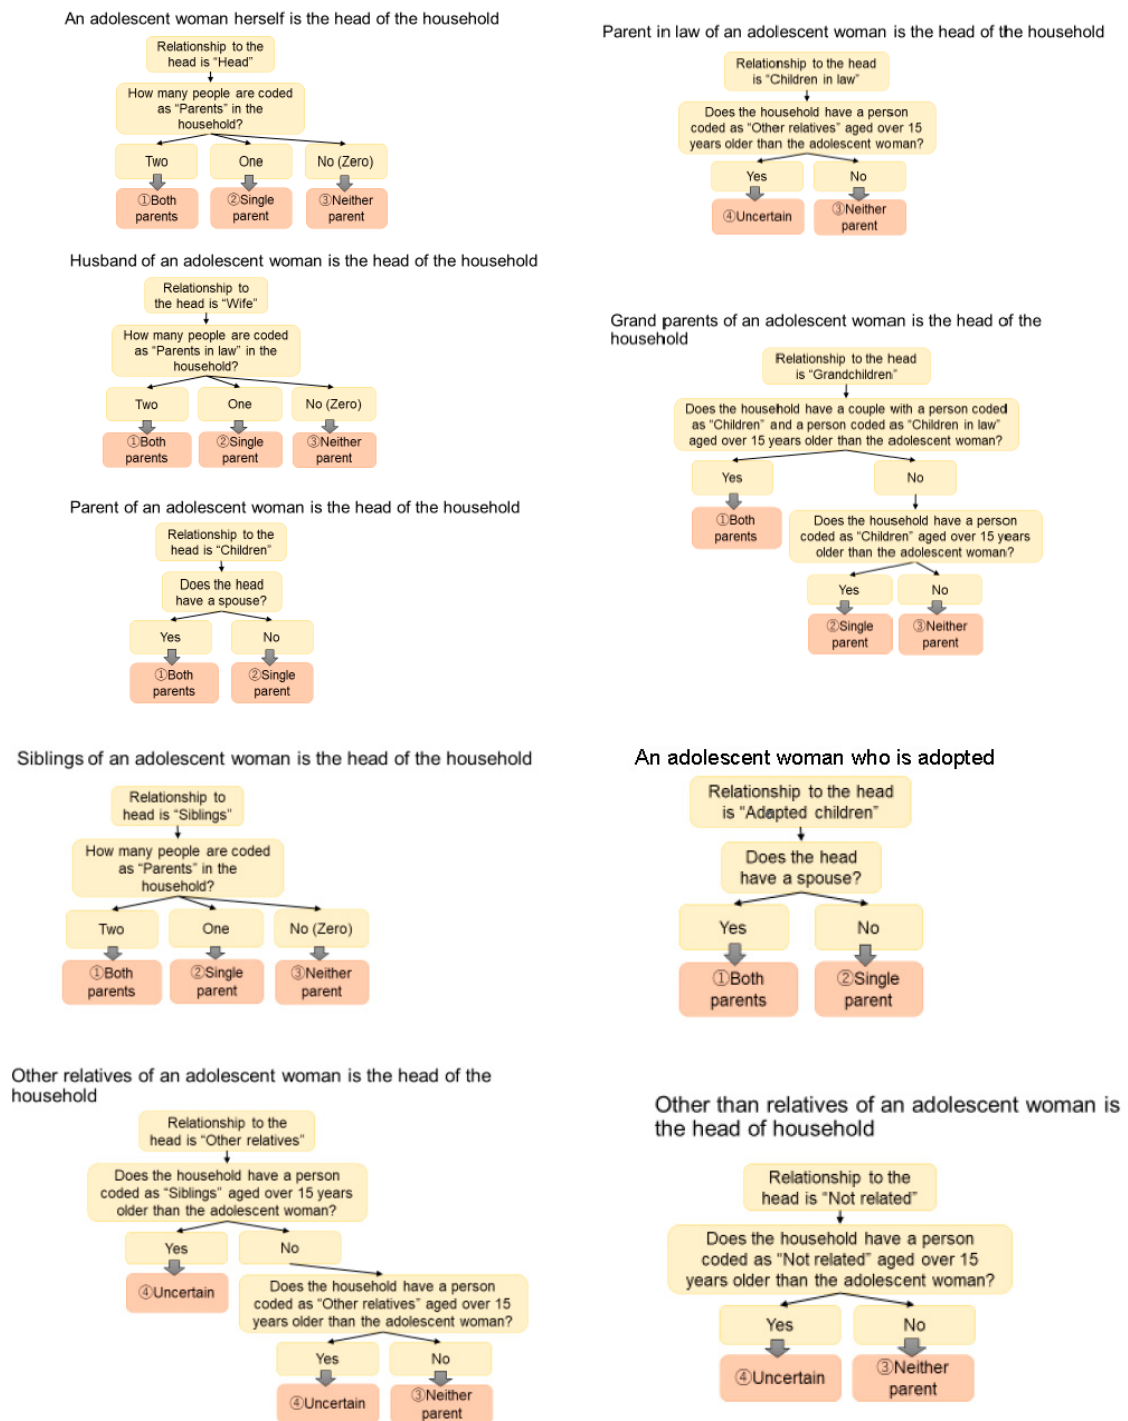 An adolescent woman herself is the head of the household
Relationship to the
head is “Head”
How many people are coded
as “Parents” in the
household?
Two
One
No (Zero)
①Both
parents
②Single
parent
③Neither
parent
Husband of an adolescent woman is the head of the household
Relationship to
the head is “Wife”
How many people are coded
as “Parents in law” in the
household?
Two
One
No (Zero)
①Both
parents
②Single
parent
③Neither
parent
Parent of an adolescent woman is the head of the household
Relationship to the
head is “Children”
Does the head
have a spouse?
Yes
No
①Both
parents
②Single
parent
Parent in law of an adolescent woman is the head of the household
Relationship to the head
is “Children in law”
Does the household have a person
coded as “Other relatives” aged over 15
years older than the adolescent woman?
Yes
No
④Uncertain
③Neither
parent
Grand parents of an adolescent woman is the head of the
household
Relationship to the head
is “Grandchildren”
Does the household have a couple with a person coded
as “Children” and a person coded as “Children in law”
aged over 15 years older than the adolescent woman?
Yes
No
①Both
parents
Does the household have a person
coded as “Children” aged over 15 years
older than the adolescent woman?
Yes
No
②Single
parent
③Neither
parent
Siblings of an adolescent woman is the head of the household
Relationship to
head is “Siblings”
How many people are coded
as “Parents” in the
household?
Two
One
No (Zero)
①Both
parents
②Single
parent
③Neither
parent
An adolescent woman who is adopted
Relationship to the head
is “Adapted children”
Does the head
have a spouse?
Yes
No
①Both
parents
②Single
parent
Other relatives of an adolescent woman is the head of the
household
Relationship to the
head is “Other relatives”
Does the household have a person
coded as “Siblings” aged over 15 years
older than the adolescent woman?
Yes
No
④Uncertain
Does the household have a person
coded as “Other relatives” aged over 15
years older than the adolescent woman?
Yes
No
④Uncertain
③Neither
parent
Other than relatives of an adolescent woman is
the head of household
Relationship to the
head is “Not related”
Does the household have a person
coded as “Not related” aged over 15
years older than the adolescent woman?
Yes
No
④Uncertain
③Neither
parent